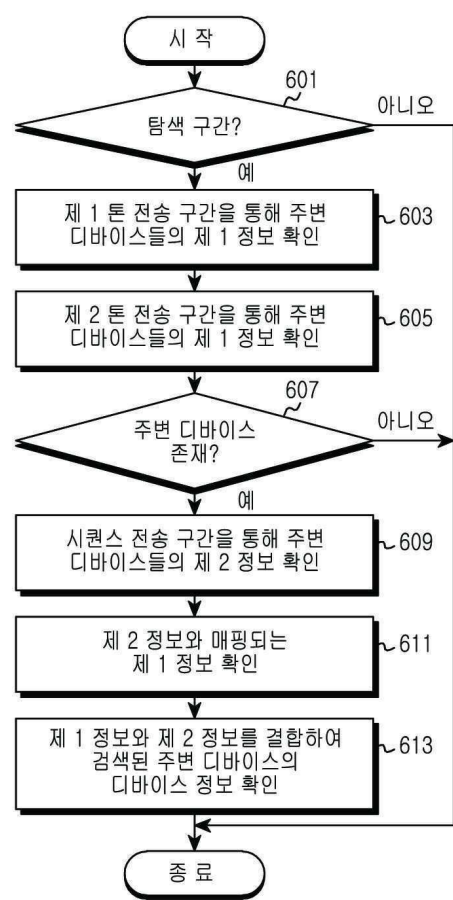 시 작
601
탐색 구간?
아니오
예
제 1 톤 전송 구간을 통해 주변
디바이스들의 제 1 정보 확인
603
제 2 톤 전송 구간을 통해 주변
디바이스들의 제 1 정보 확인
605
607
주변 디바이스
존재?
아니오
예
시퀀스 전송 구간을 통해 주변
디바이스들의 제 2 정보 확인
609
제 2 정보와 매핑되는
제 1 정보 확인
611
제 1 정보와 제 2 정보를 결합하여
검색된 주변 디바이스의
디바이스 정보 확인
613
종 료